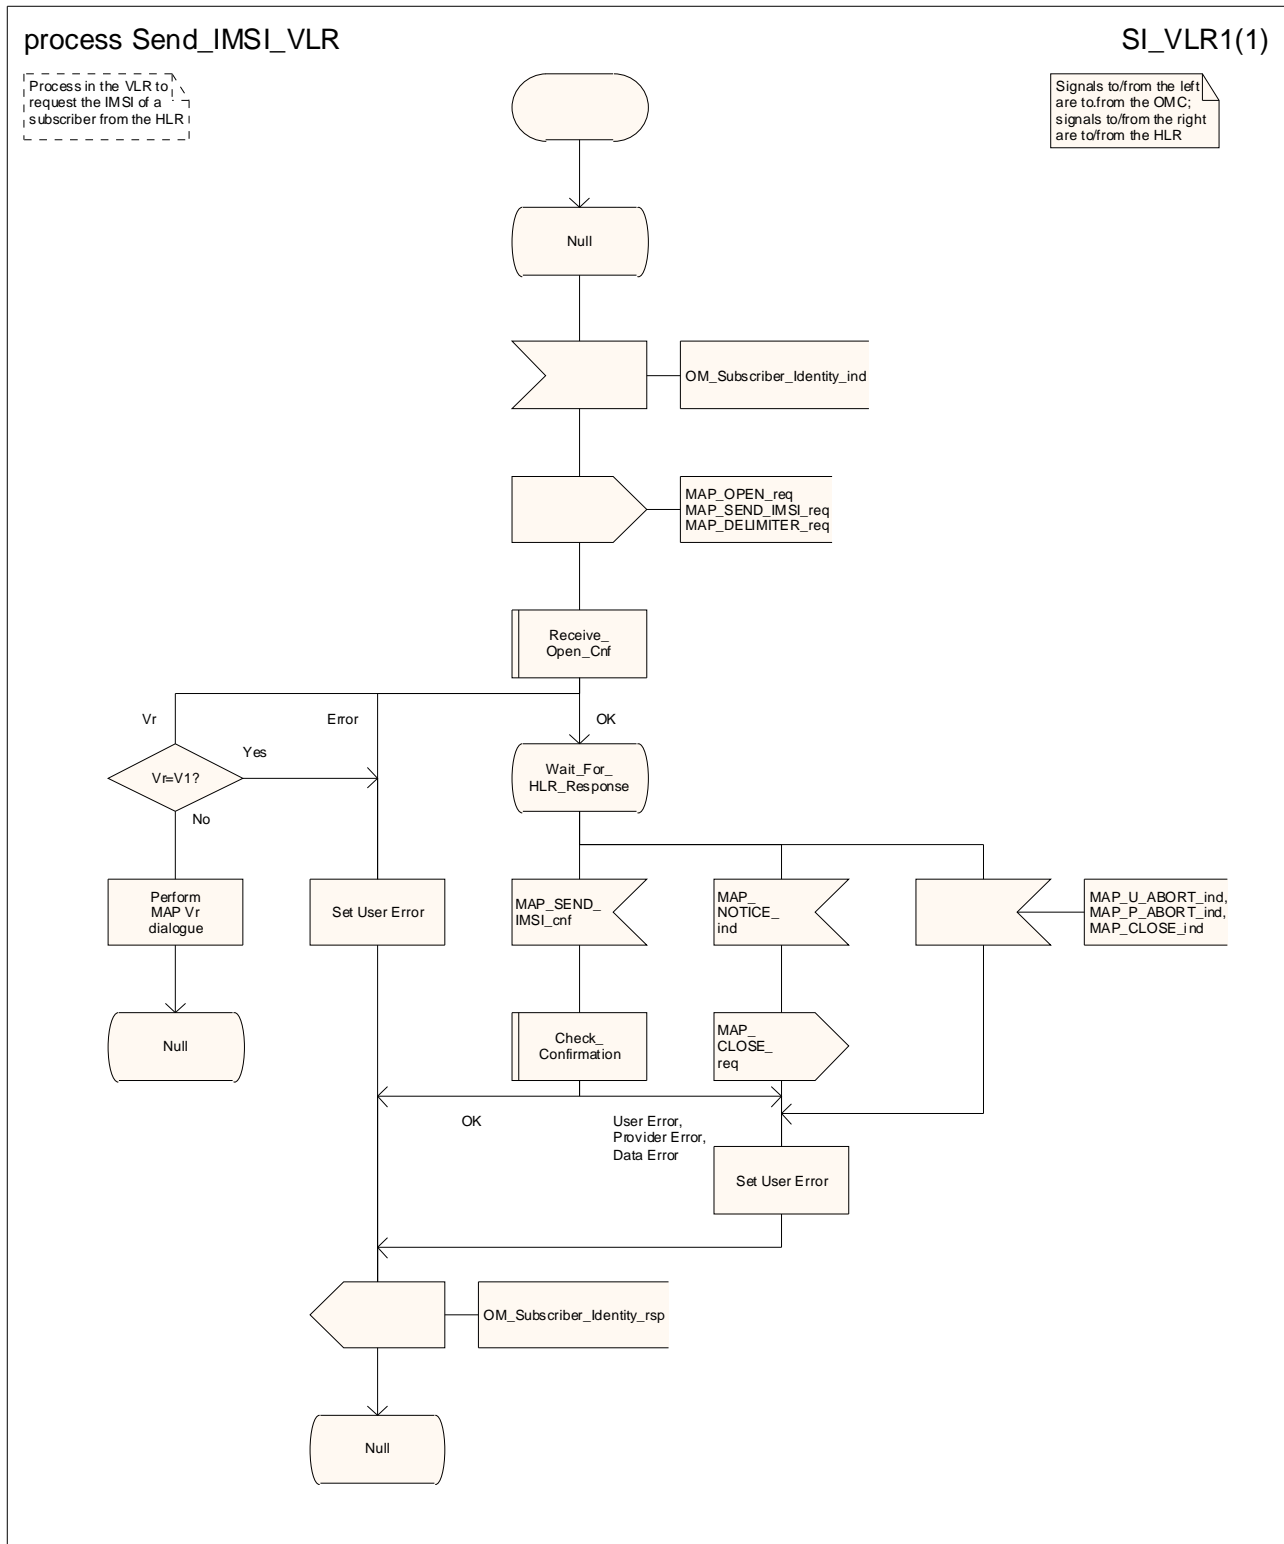 process Send_IMSI_VLR
SI_VLR1(1)
Process in the VLR to
request the IMSI of a
subscriber from the HLR
Signals to/from the left
are to.from the OMC;
signals to/from the right
are to/from the HLR
Null
OM_Subscriber_Identity_ind
MAP_OPEN_req
MAP_SEND_IMSI_req
MAP_DELIMITER_req
Receive_
Open_Cnf
Vr
Error
OK
Yes
Vr=V1?
Wait_For_
HLR_Response
No
Perform
MAP Vr
dialogue
Set User Error
MAP_SEND_
IMSI_cnf
MAP_
NOTICE_
ind
MAP_U_ABORT_ind,
MAP_P_ABORT_ind,
MAP_CLOSE_ind
Null
Check_
Confirmation
MAP_
CLOSE_
req
OK
User Error,
Provider Error,
Data Error
Set User Error
OM_Subscriber_Identity_rsp
Null